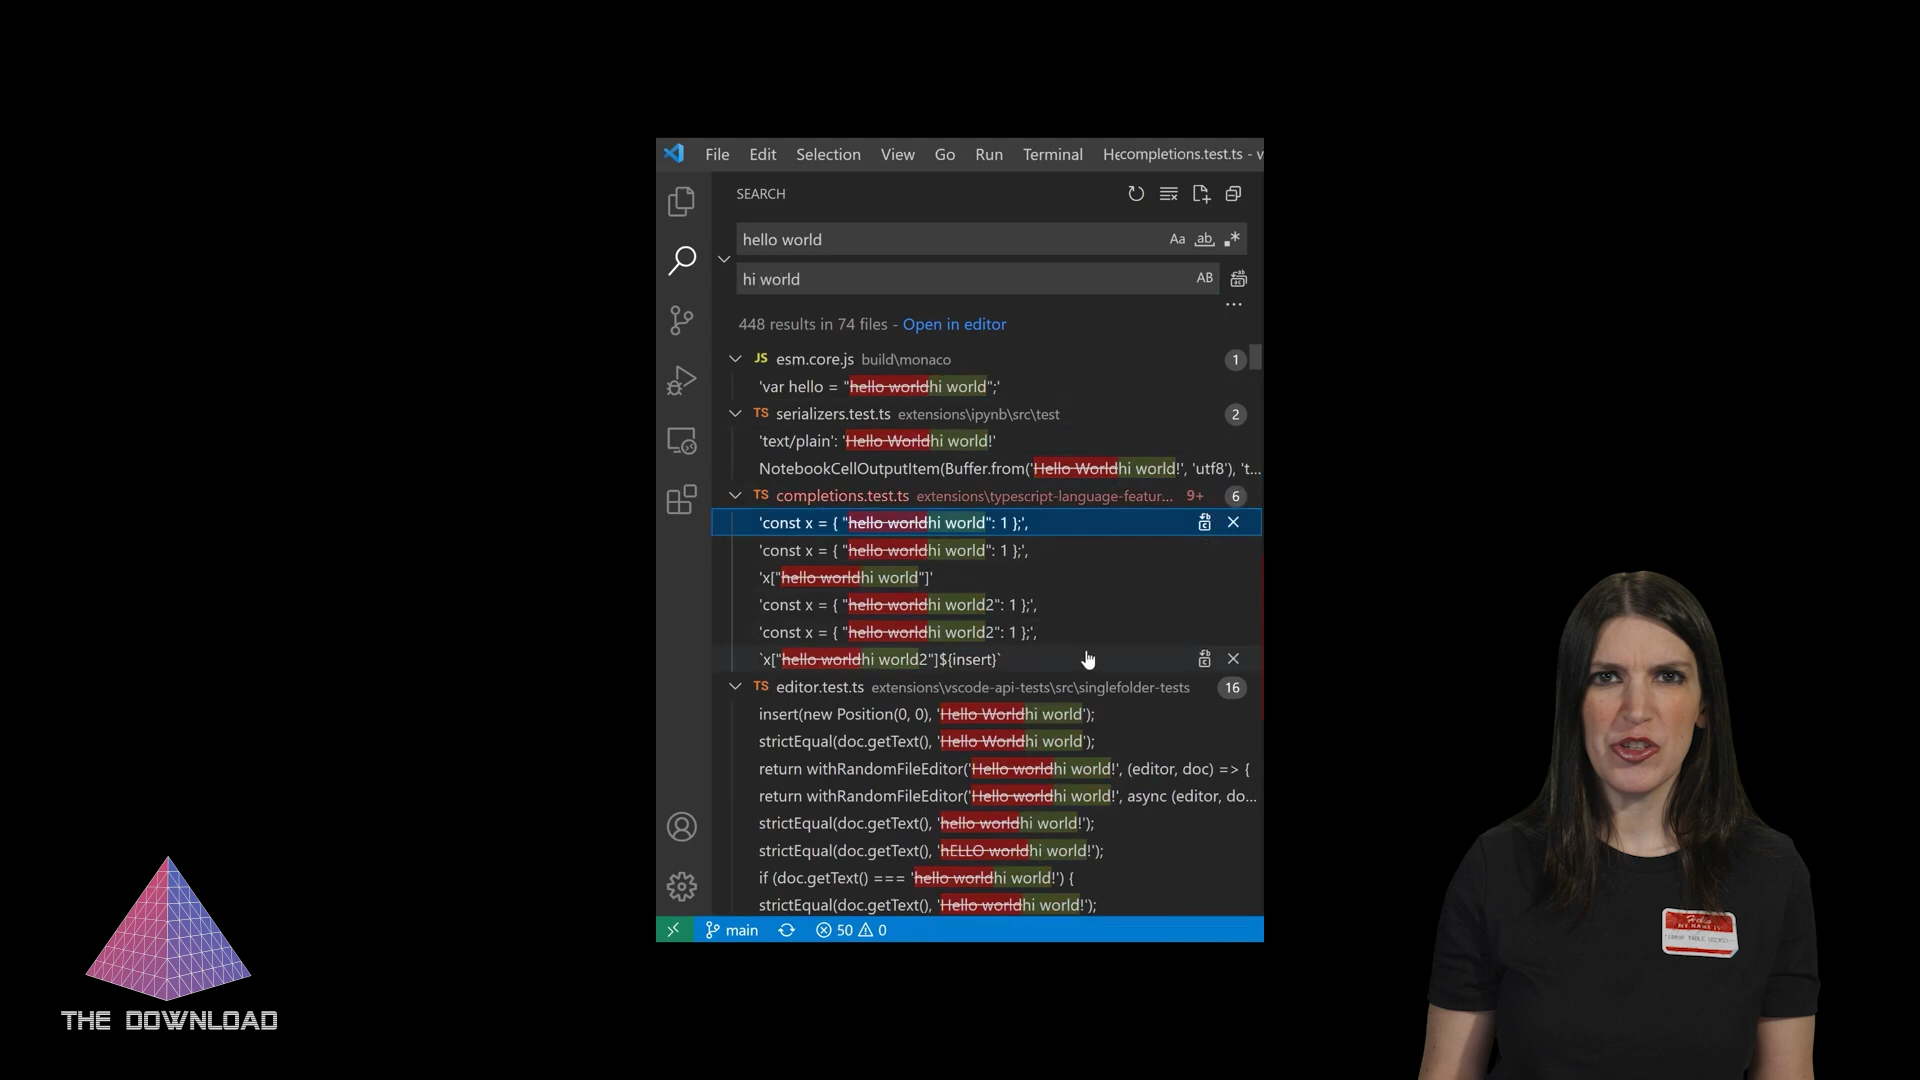 File Edit Selection View Go Run Terminal He completions.test.ts - v
SEARCH
hello world Aa ab .*
hi world AB
...
448 results in 74 files - Open in editor
JS esm.core.js build\monaco 1
'var hello = "hello worldhi world";'
TS serializers.test.ts extensions\ipynb\src\test 2
'text/plain': 'Hello Worldhi world!'
NotebookCellOutputItem(Buffer.from('Hello Worldhi world!', 'utf8'), 't...
TS completions.test.ts extensions\typescript-language-featur... 9+ 6
'const x = { "hello worldhi world": 1 };',
'const x = { "hello worldhi world": 1 };',
'x["hello worldhi world"]'
'const x = { "hello worldhi world2": 1 };',
'const x = { "hello worldhi world2": 1 };',
`x["hello worldhi world2"]${insert}`
TS editor.test.ts extensions\vscode-api-tests\src\singlefolder-tests 16
insert(new Position(0, 0), 'Hello Worldhi world');
strictEqual(doc.getText(), 'Hello Worldhi world');
return withRandomFileEditor('Hello worldhi world!', (editor, doc) => {
return withRandomFileEditor('Hello worldhi world!', async (editor, do...
strictEqual(doc.getText(), 'hello worldhi world!');
strictEqual(doc.getText(), 'hELLO worldhi world!');
if (doc.getText() === 'hello worldhi world!') {
strictEqual(doc.getText(), 'Hello worldhi world!');
main 50 0
THE DOWNLOAD
Hello
MY NAME IS